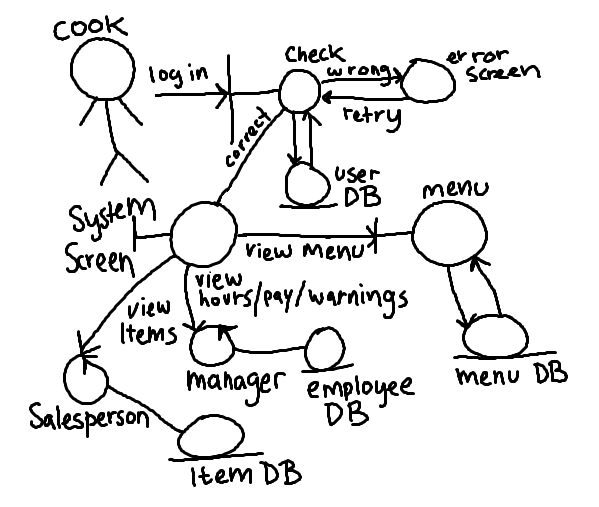 COOK
log in
check
wrong
error
screen
retry
correct
user
DB
menu
System
Screen
view menu
view
hours/pay/warnings
view
Items
manager
employee
DB
menu DB
Salesperson
Item DB